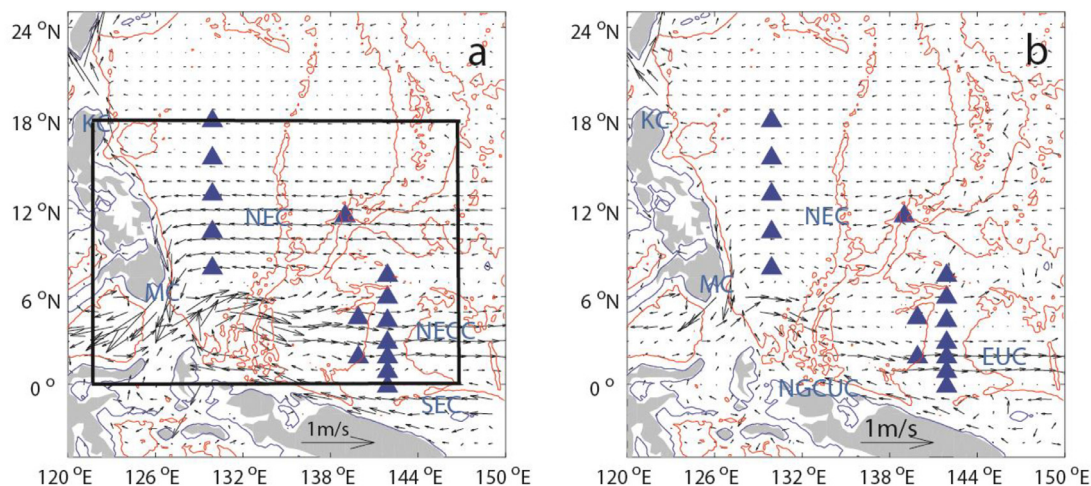 a
b
24 °N
24 °N
18 °N
18 °N
KC
KC
12 °N
12 °N
NEC
NEC
MC
MC
6 °N
6 °N
NECC
EUC
0 °
0 °
NGCUC
SEC
1m/s
1m/s
120 °E
126 °E
132 °E
138 °E
144 °E
150 °E
120 °E
126 °E
132 °E
138 °E
144 °E
150 °E